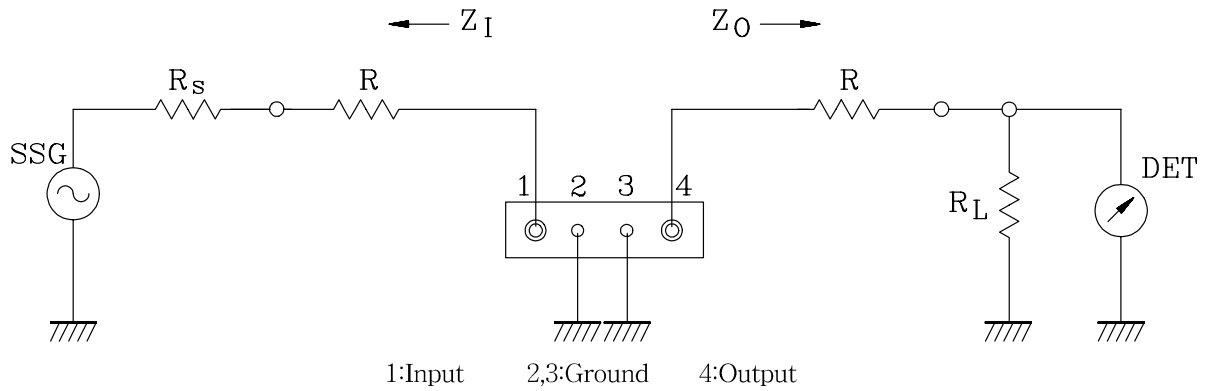 Z_I Z_O
R_s R R
SSG
1 2 3 4
DET
R_L
1:Input 2,3:Ground 4:Output